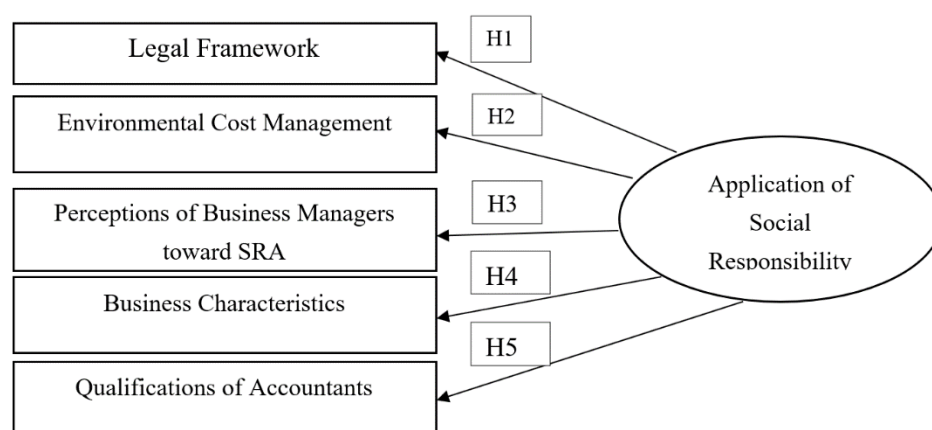 Legal Framework
H1
Environmental Cost Management
H2
Perceptions of Business Managers
toward SRA
H3
Business Characteristics
H4
Qualifications of Accountants
H5
Application of
Social
Responsibility